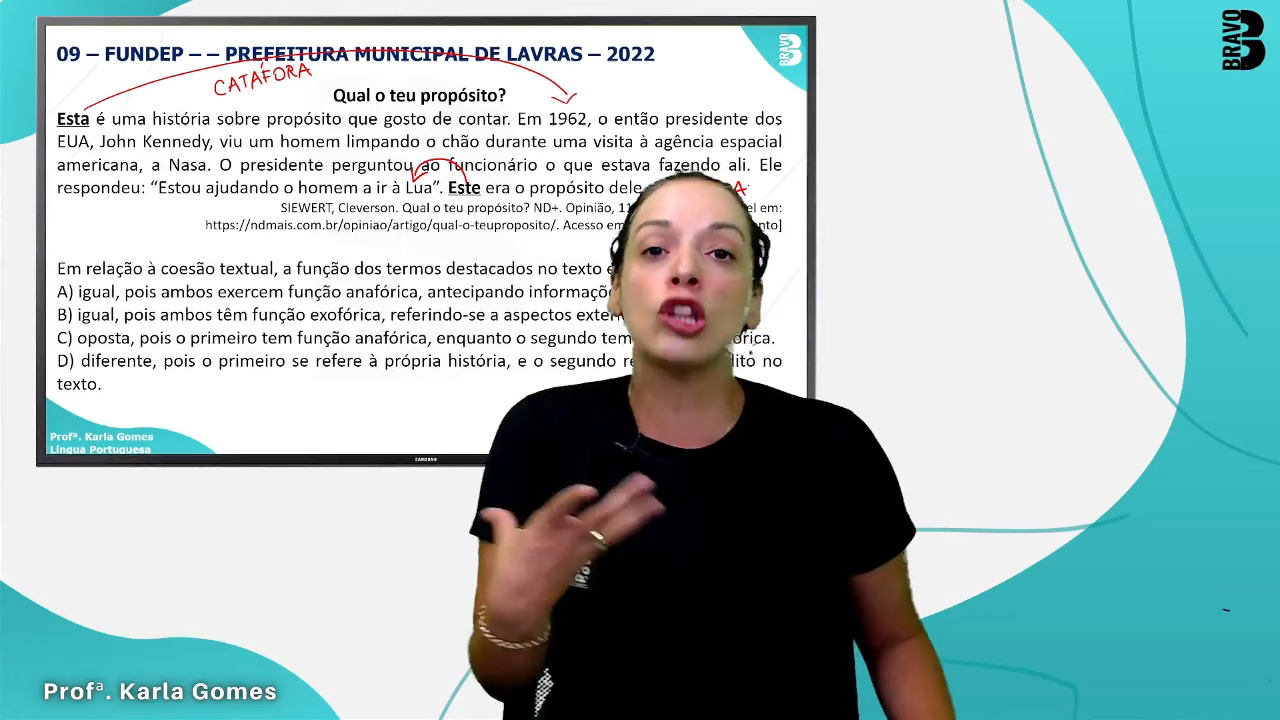 BRAVO
09 – FUNDEP – – PREFEITURA MUNICIPAL DE LAVRAS – 2022
BRAVO
CATÁFORA
Qual o teu propósito?
Esta é uma história sobre propósito que gosto de contar. Em 1962, o então presidente dos
EUA, John Kennedy, viu um homem limpando o chão durante uma visita à agência espacial
americana, a Nasa. O presidente perguntou ao funcionário o que estava fazendo ali. Ele
respondeu: “Estou ajudando o homem a ir à Lua”. Este era o propósito dele
SIEWERT, Cleverson. Qual o teu propósito? ND+. Opinião, em:
https://ndmais.com.br/opiniao/artigo/qual-o-teuproposito/. Acesso
Em relação à coesão textual, a função dos termos destacados no texto
A) igual, pois ambos exercem função anafórica, antecipando
B) igual, pois ambos têm função exofórica, referindo-se a aspectos
C) oposta, pois o primeiro tem função anafórica, enquanto o segundo tem
D) diferente, pois o primeiro se refere à própria história, e o segundo no
texto.
Profª. Karla Gomes
Língua Portuguesa
SAMSUNG
Profª. Karla Gomes